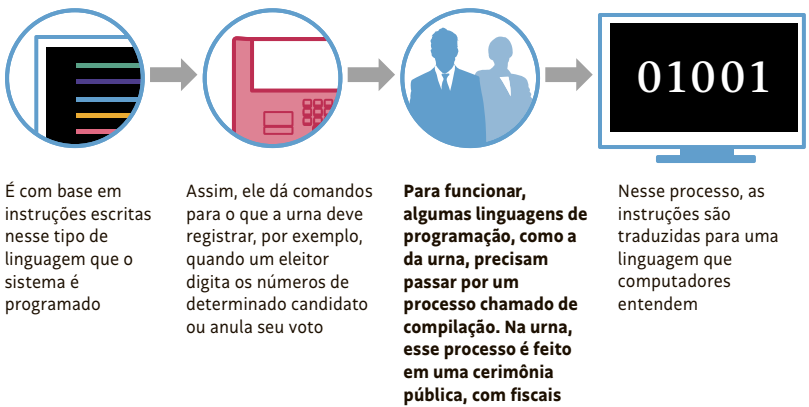 01001
É com base em
instruções escritas
nesse tipo de
linguagem que o
sistema é
programado
Assim, ele dá comandos
para o que a urna deve
registrar, por exemplo,
quando um eleitor
digita os números de
determinado candidato
ou anula seu voto
Para funcionar,
algumas linguagens de
programação, como a
da urna, precisam
passar por um
processo chamado de
compilação. Na urna,
esse processo é feito
em uma cerimônia
pública, com fiscais
Nesse processo, as
instruções são
traduzidas para uma
linguagem que
computadores
entendem